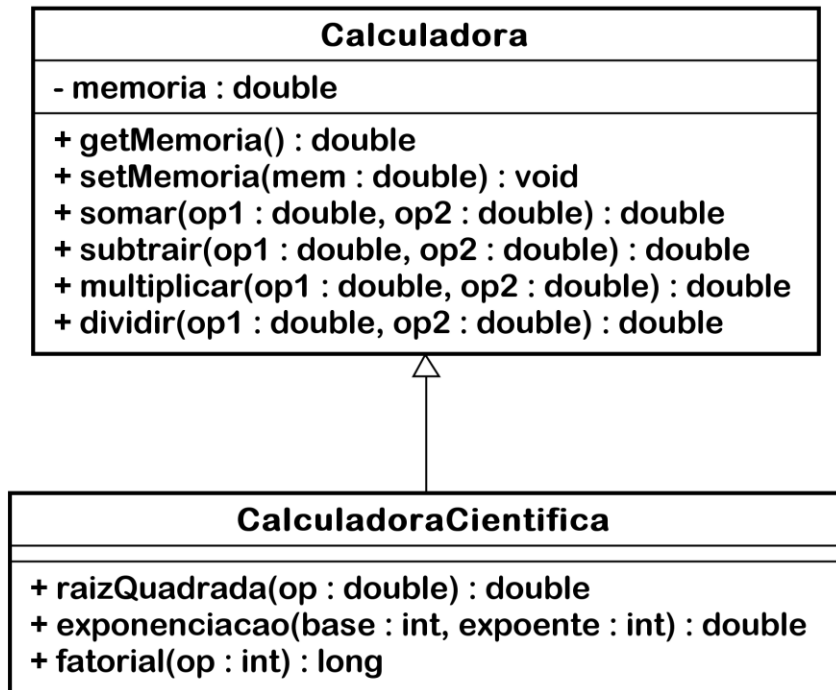 Calculadora
- memoria : double
+ getMemoria() : double
+ setMemoria(mem : double) : void
+ somar(op1 : double, op2 : double) : double
+ subtrair(op1 : double, op2 : double) : double
+ multiplicar(op1 : double, op2 : double) : double
+ dividir(op1 : double, op2 : double) : double
CalculadoraCientifica
+ raizQuadrada(op : double) : double
+ exponenciacao(base : int, expoente : int) : double
+ fatorial(op : int) : long